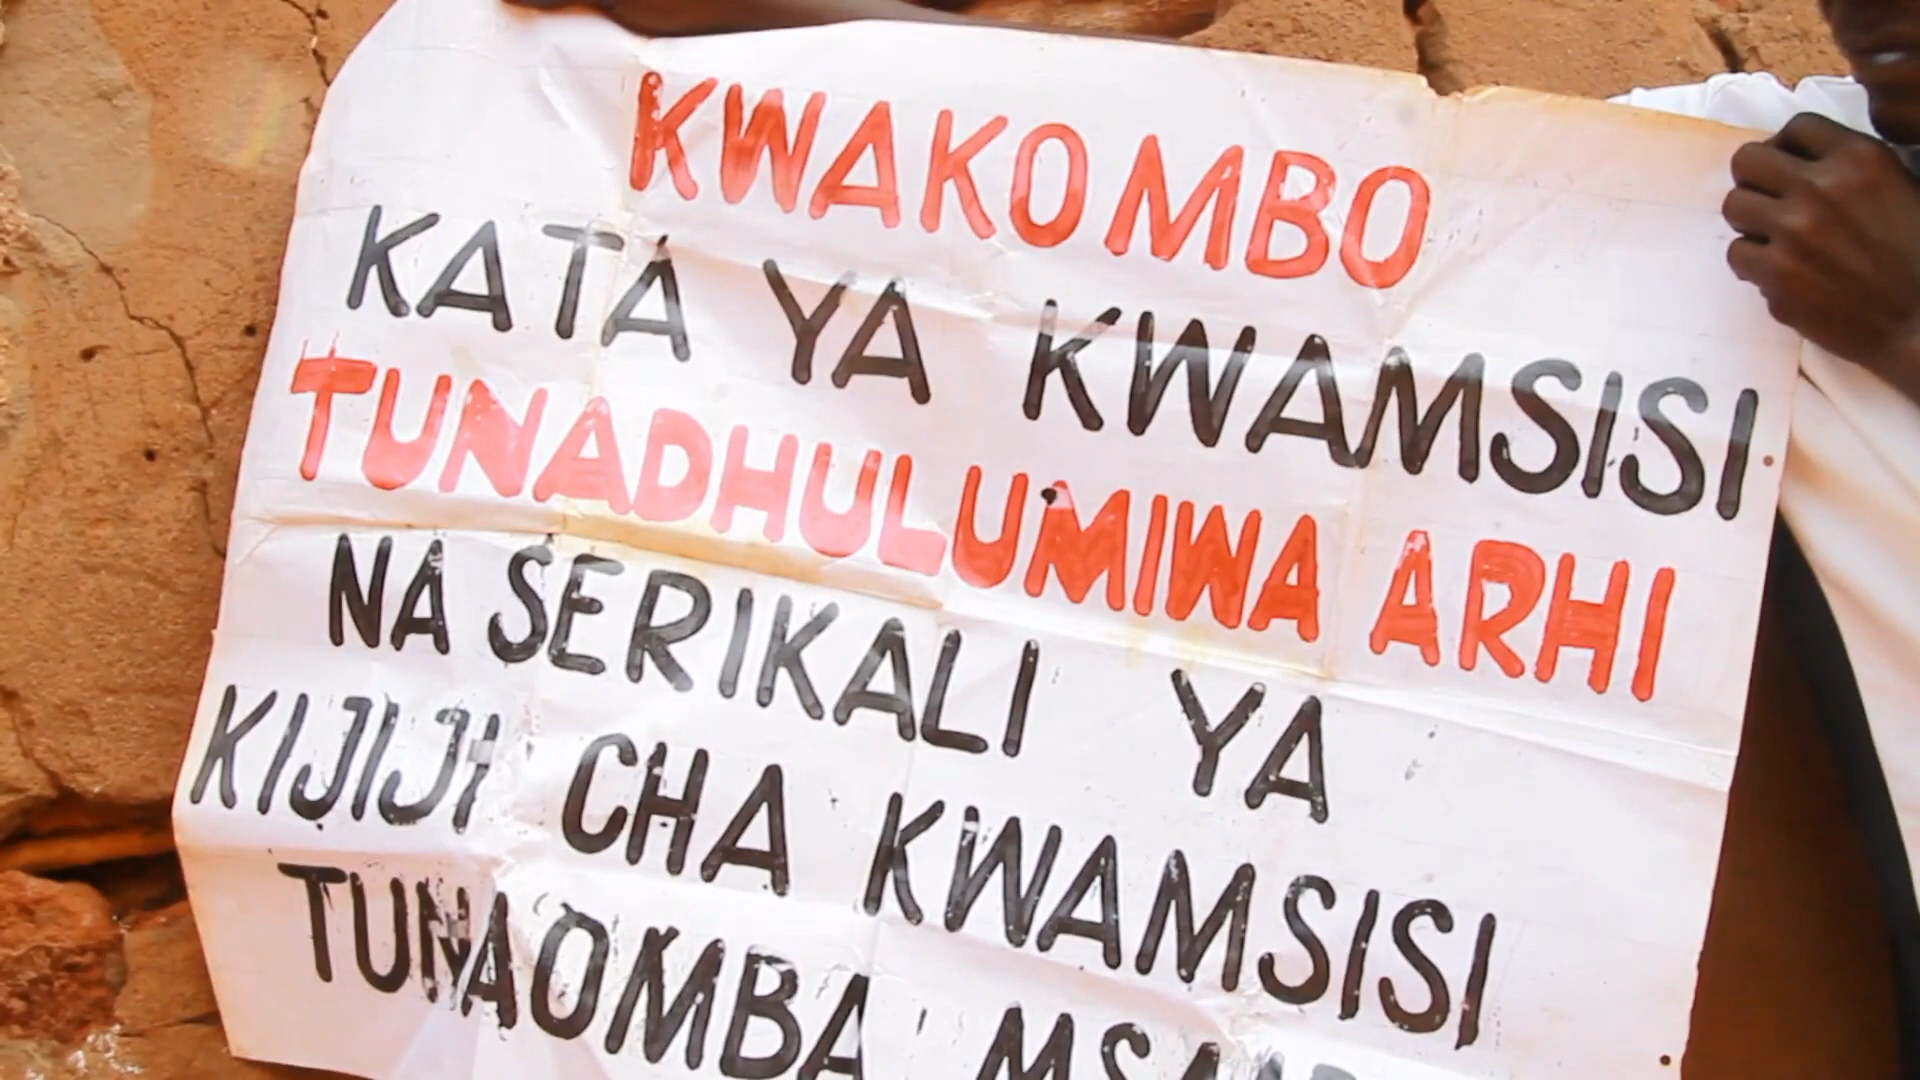 KWAKOMBO
KATA YA KWAMSISI
TUNADHULUMIWA ARHI
NA SERIKALI YA
KIJIJI CHA KWAMSISI
TUNAOMBA